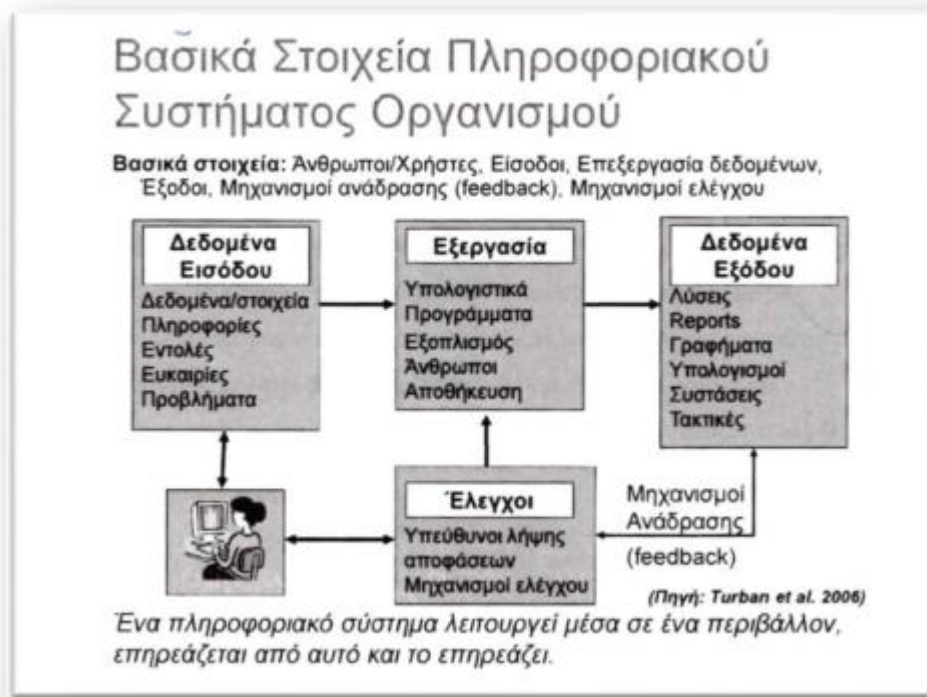 Βασικά Στοιχεία Πληροφοριακού
Συστήματος Οργανισμού
Βασικά στοιχεία: Άνθρωποι/Χρήστες, Είσοδοι, Επεξεργασία δεδομένων,
Έξοδοι, Μηχανισμοί ανάδρασης (feedback), Μηχανισμοί ελέγχου
Δεδομένα
Εισόδου
Δεδομένα/στοιχεία
Πληροφορίες
Εντολές
Ευκαιρίες
Προβλήματα
Εξεργασία
Υπολογιστικά
Προγράμματα
Εξοπλισμός
Άνθρωποι
Αποθήκευση
Δεδομένα
Εξόδου
Λύσεις
Reports
Γραφήματα
Υπολογισμοί
Συστάσεις
Τακτικές
Έλεγχοι
Υπεύθυνοι λήψης
αποφάσεων
Μηχανισμοί ελέγχου
Μηχανισμοί
Ανάδρασης
(feedback)
(Πηγή: Turban et al. 2006)
Ένα πληροφοριακό σύστημα λειτουργεί μέσα σε ένα περιβάλλον,
επηρεάζεται από αυτό και το επηρεάζει.